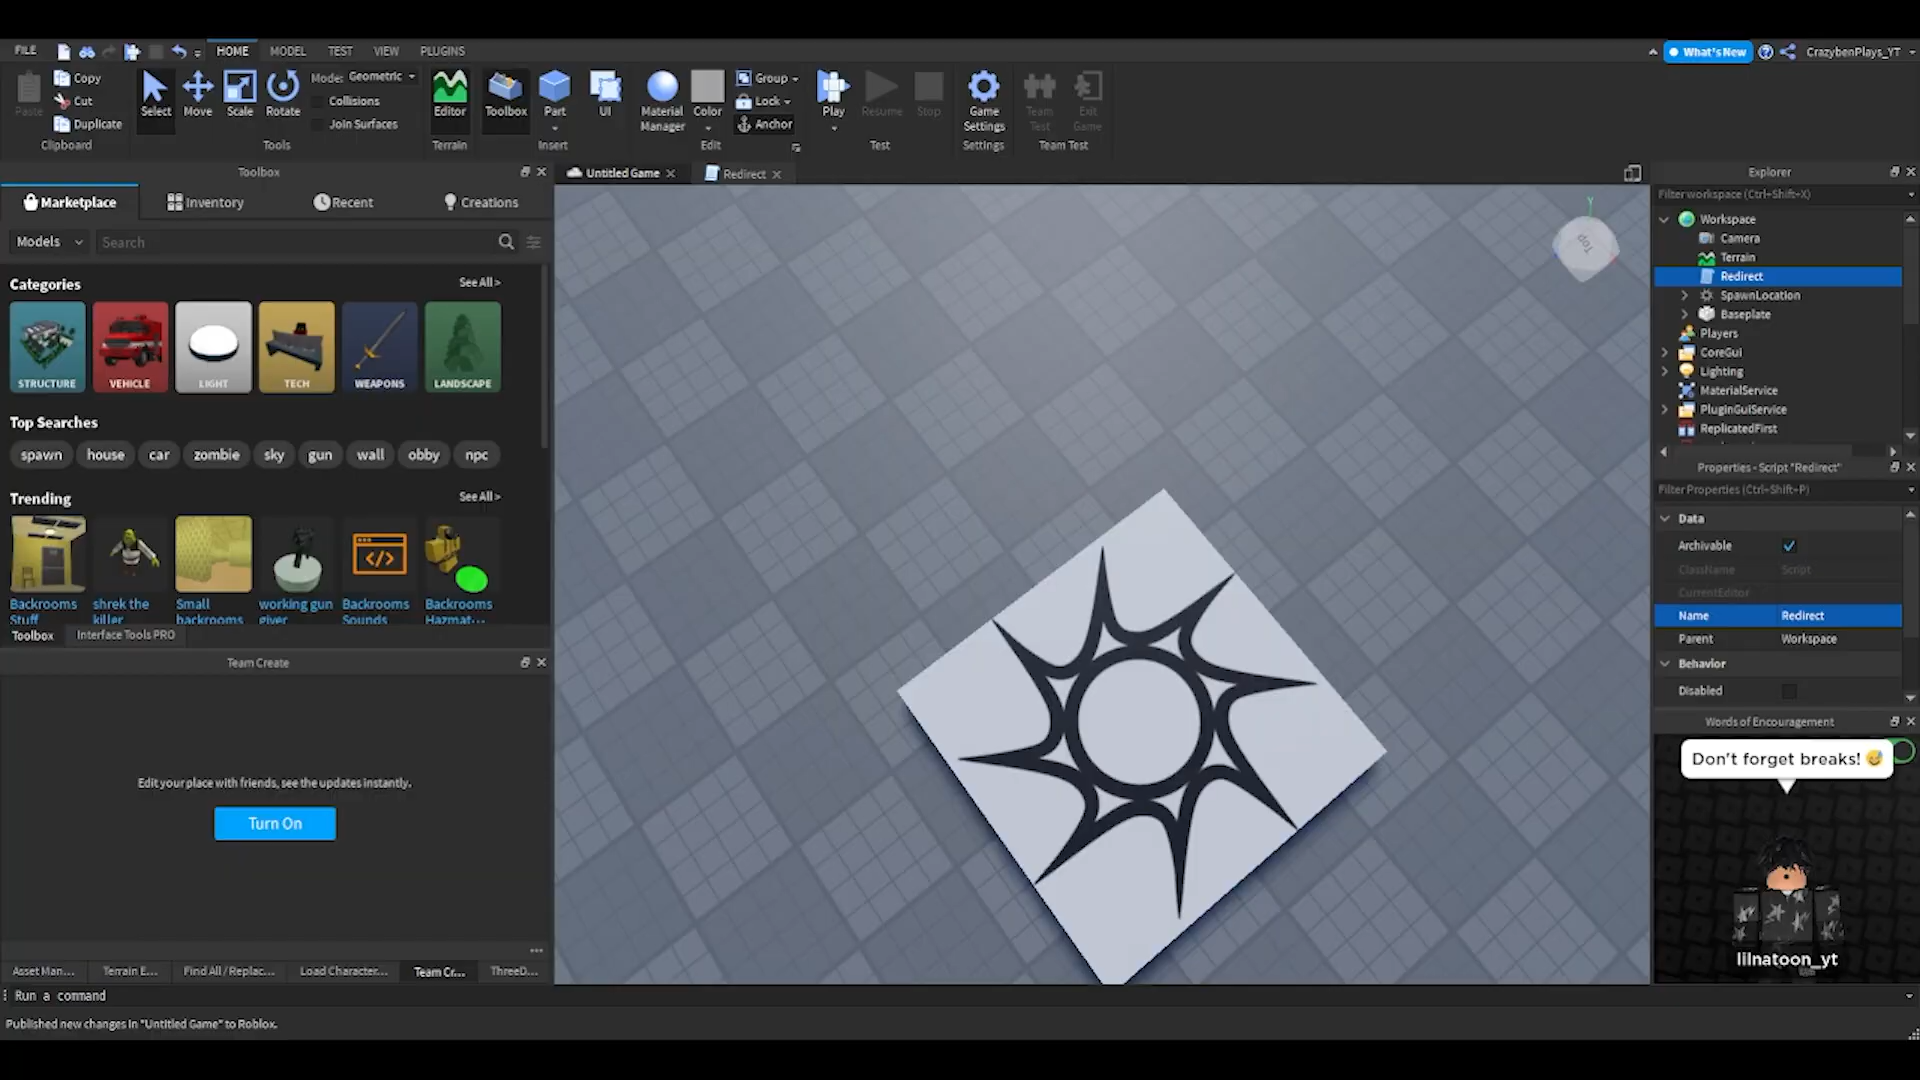 FILE HOME MODEL TEST VIEW PLUGINS What's New CrazybenPlays_YT
Paste Copy Cut Duplicate Clipboard
Select Move Scale Rotate Mode: Geometric Collisions Join Surfaces Tools
Editor Terrain
Toolbox Part UI Insert
Material Manager Color Group Lock Anchor Edit
Play Resume Stop Test
Game Settings Settings
Team Test Exit Game Team Test
Toolbox
Marketplace Inventory Recent Creations
Models Search
Categories See All >
STRUCTURE VEHICLE LIGHT TECH WEAPONS LANDSCAPE
Top Searches
spawn house car zombie sky gun wall obby npc
Trending See All >
Backrooms Stuff
shrek the killer
Small backrooms
working gun giver
Backrooms Sounds
Backrooms Hazmat...
Toolbox Interface Tools PRO
Team Create
Edit your place with friends, see the updates instantly.
Turn On
Asset Man... Terrain E... Find All / Replac... Load Character... Team Cr... ThreeD...
Run a command
Published new changes in "Untitled Game" to Roblox.
Untitled Game Redirect
Top
Y
Explorer
Filter workspace (Ctrl+Shift+X)
Workspace
Camera
Terrain
Redirect
SpawnLocation
Baseplate
Players
CoreGui
Lighting
MaterialService
PluginGuiService
ReplicatedFirst
Properties - Script "Redirect"
Filter Properties (Ctrl+Shift+P)
Data
Archivable
ClassName Script
CurrentEditor
Name Redirect
Parent Workspace
Behavior
Disabled
Words of Encouragement
Don't forget breaks! 😅
lilnatoon_yt